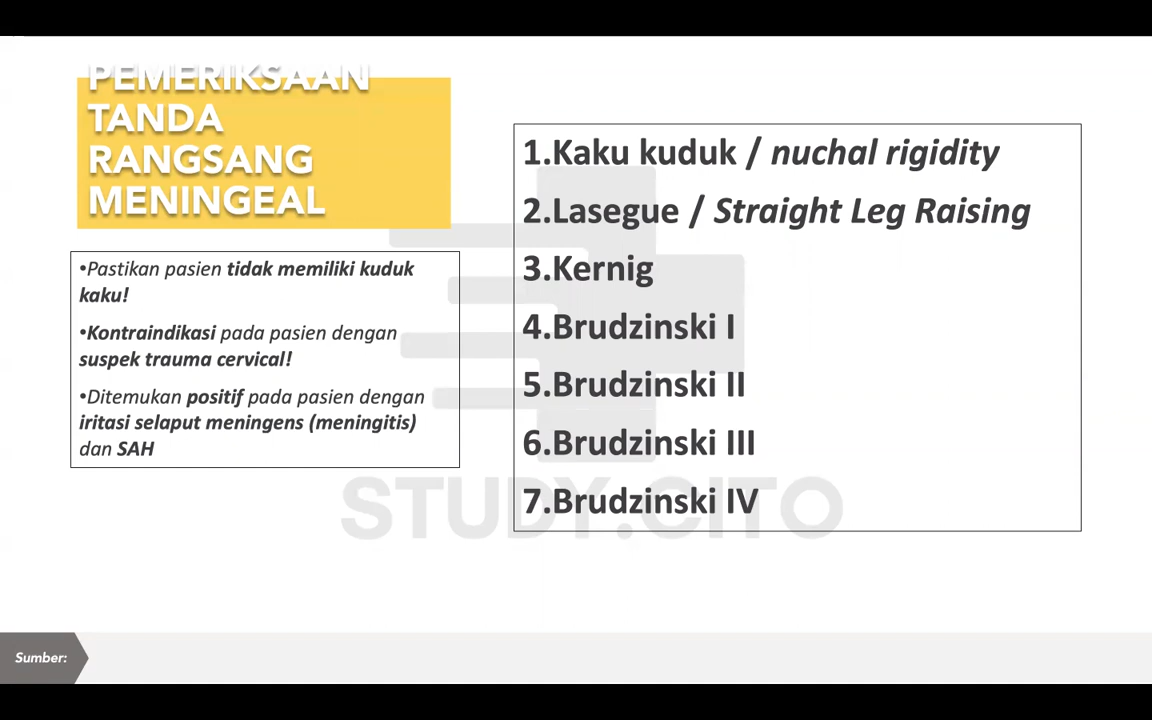 PEMERIKSAAN
TANDA
RANGSANG
MENINGEAL
•Pastikan pasien tidak memiliki kuduk
kaku!
•Kontraindikasi pada pasien dengan
suspek trauma cervical!
•Ditemukan positif pada pasien dengan
iritasi selaput meningens (meningitis)
dan SAH
1.Kaku kuduk / nuchal rigidity
2.Lasegue / Straight Leg Raising
3.Kernig
4.Brudzinski I
5.Brudzinski II
6.Brudzinski III
7.Brudzinski IV
STUDY.CITO
Sumber: